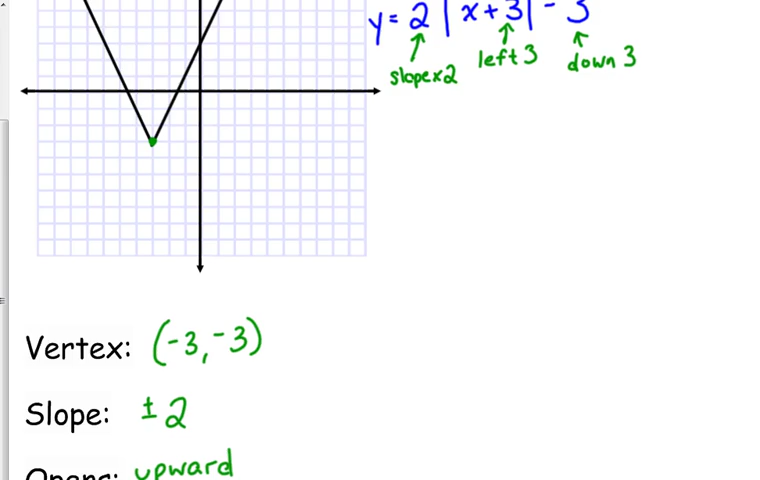 y = 2 | x + 3 | - 3
slope x 2 left 3 down 3
Vertex: (-3, -3)
Slope: ± 2
Opens: upward